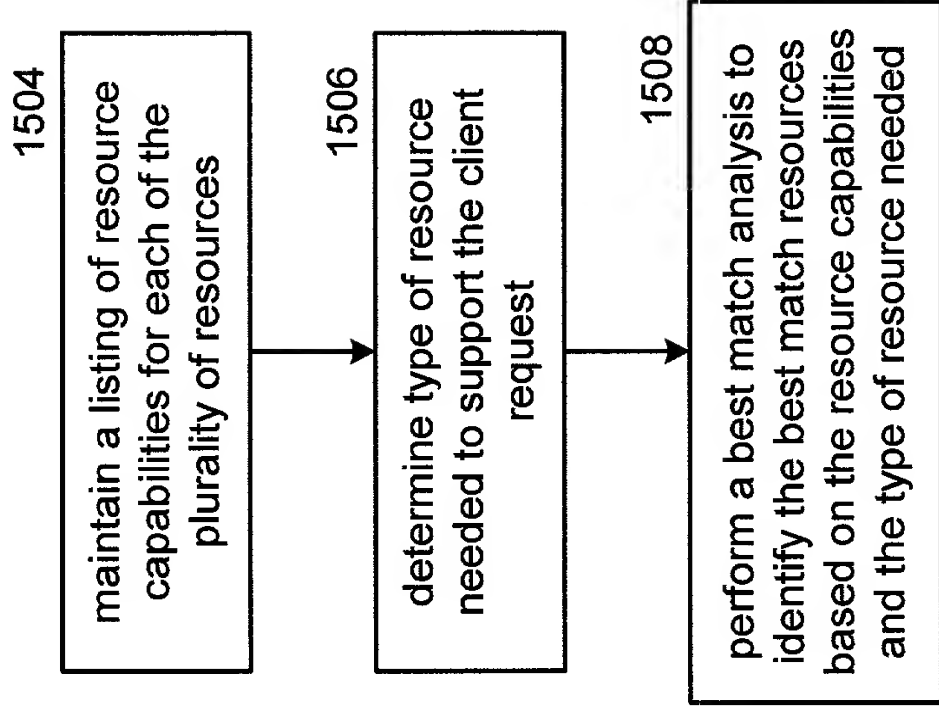 1504
maintain a listing of resource
capabilities for each of the
plurality of resources
1506
determine type of resource
needed to support the client
request
1508
perform a best match analysis to
identify the best match resources
based on the resource capabilities
and the type of resource needed